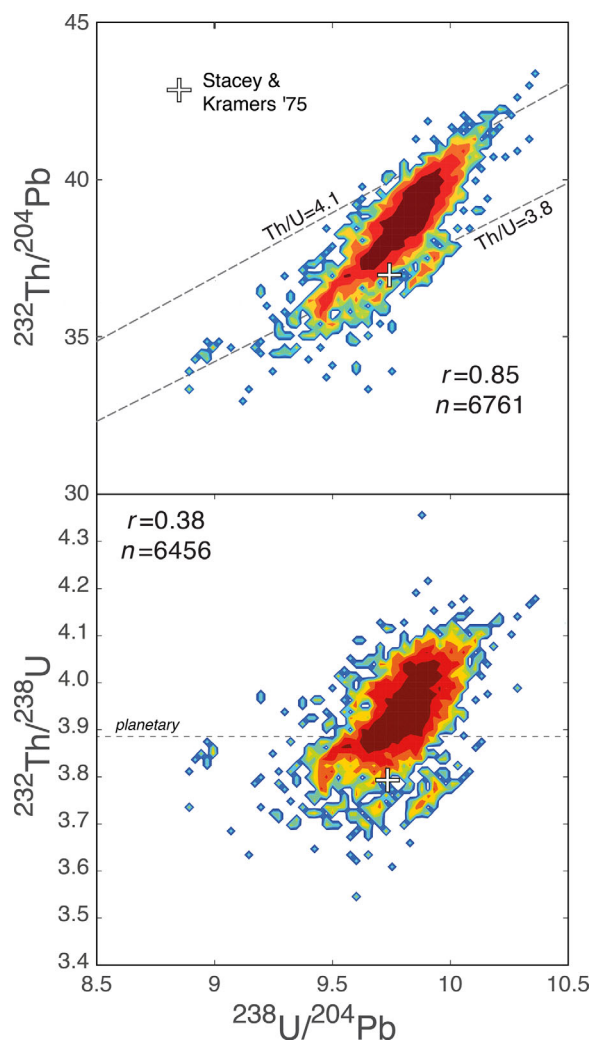 45
Stacey &
Kramers '75
40
Th/U=4.1
Th/U=3.8
232Th/204Pb
35
r=0.85
n=6761
30
r=0.38
n=6456
4.3
4.2
4.1
4.0
232Th/238U
planetary
3.9
3.8
3.7
3.6
3.5
3.4
8.5 9 9.5 10 10.5
238U/204Pb